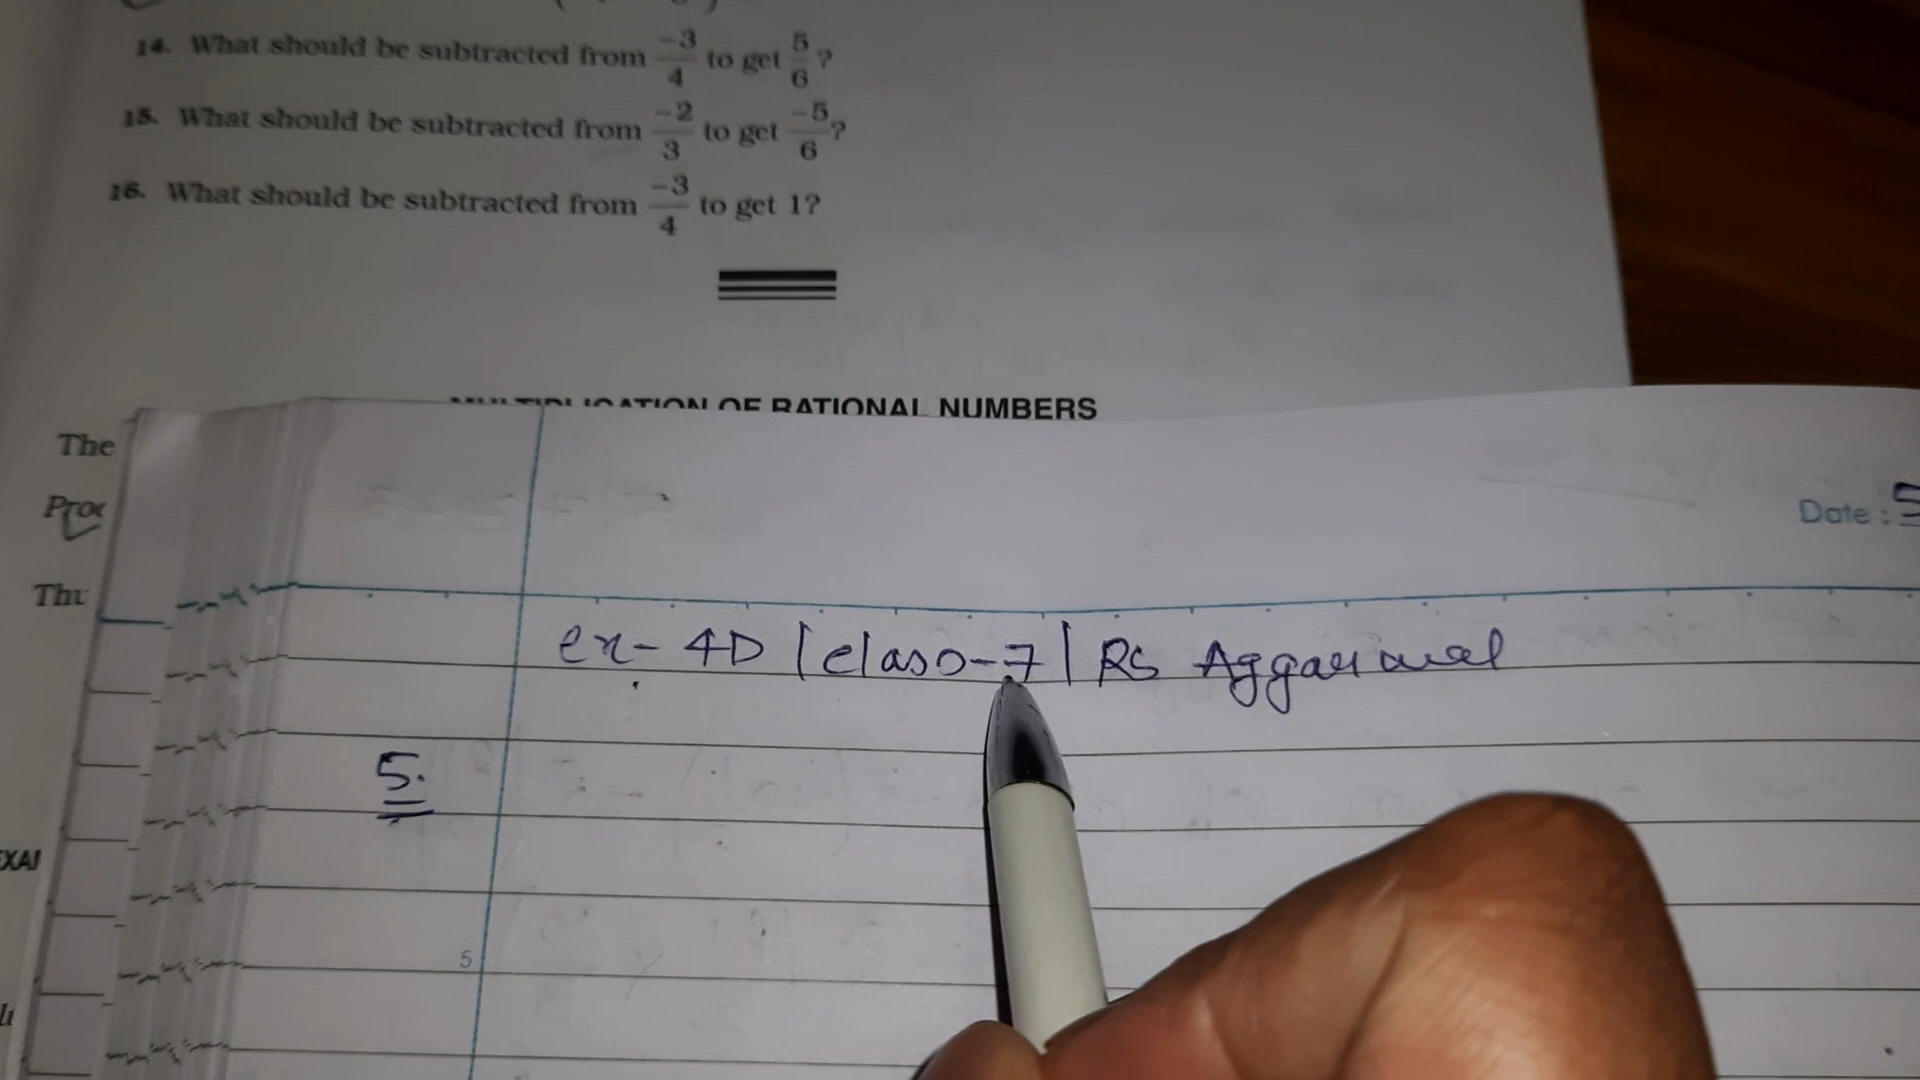 14. What should be subtracted from -3/4 to get 5/6?
15. What should be subtracted from -2/3 to get -5/6?
16. What should be subtracted from -3/4 to get 1?
MULTIPLICATION OF RATIONAL NUMBERS
The
Thu
Date : 5
ex- 4D | class-7 | RS Aggarwal
5.
5